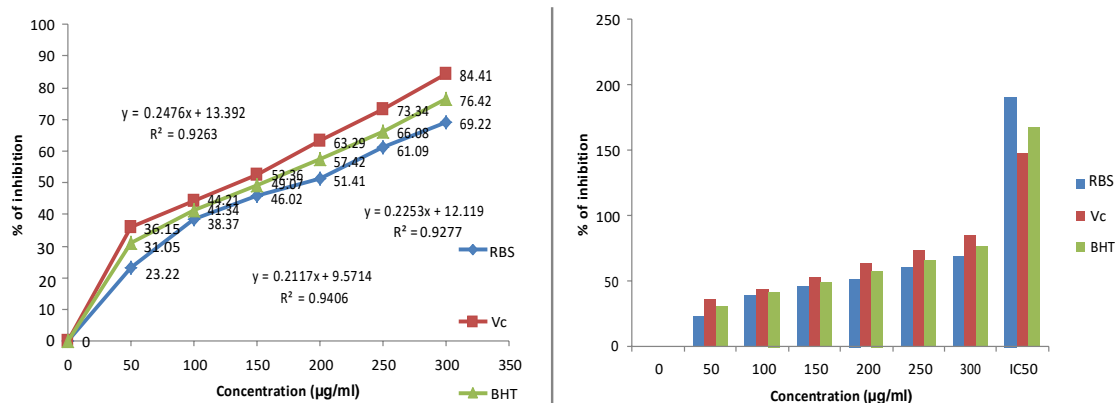 100
90
80
70
60
50
40
30
20
10
0
% of inhibition
y = 0.2476x + 13.392
R² = 0.9263
y = 0.2253x + 12.119
R² = 0.9277
y = 0.2117x + 9.5714
R² = 0.9406
84.41
76.42
69.22
73.34
66.08
61.09
63.29
57.42
51.41
52.36
49.07
46.02
44.21
41.34
38.37
36.15
31.05
23.22
0
RBS
Vc
BHT
0 50 100 150 200 250 300 350
Concentration (µg/ml)
250
200
150
100
50
0
% of inhibition
0 50 100 150 200 250 300 IC50
Concentration (µg/ml)
RBS
Vc
BHT